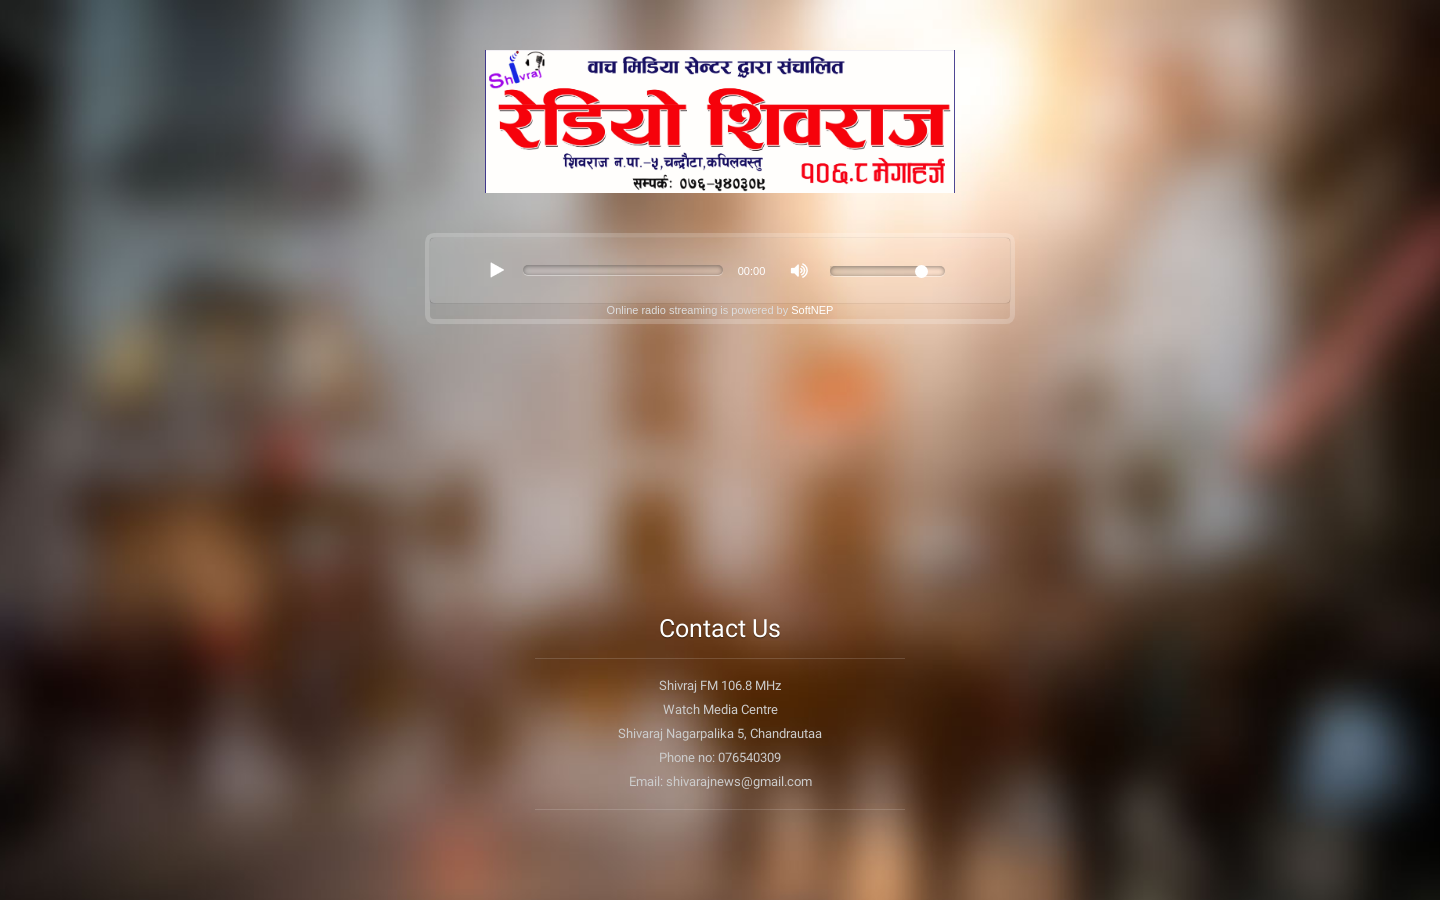 Shivraj
वाच मिडिया सेन्टर द्वारा संचालित
रेडियो शिवराज
शिवराज न.पा.-५,चन्द्रौटा,कपिलवस्तु
१०६.८ मेगाहर्ज
सम्पर्कः ०७६-५४०३०९
00:00
Online radio streaming is powered by SoftNEP
Contact Us
Shivraj FM 106.8 MHz
Watch Media Centre
Shivaraj Nagarpalika 5, Chandrautaa
Phone no: 076540309
Email: shivarajnews@gmail.com